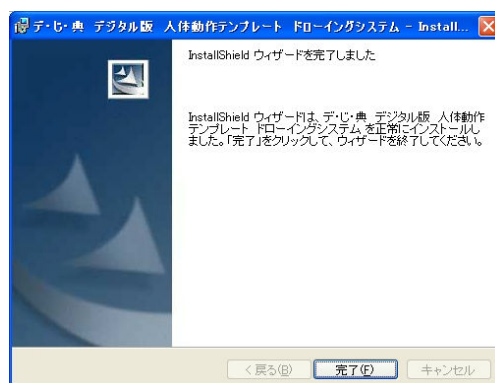 デ・じ・典 デジタル版 人体動作テンプレート ドローイングシステム - Install...
InstallShield ウィザードを完了しました
InstallShield ウィザードは、デ・じ・典 デジタル版 人体動作
テンプレート ドローイングシステム を正常にインストールし
ました。「完了」をクリックして、ウィザードを終了してください。
< 戻る(B)
完了(F)
キャンセル